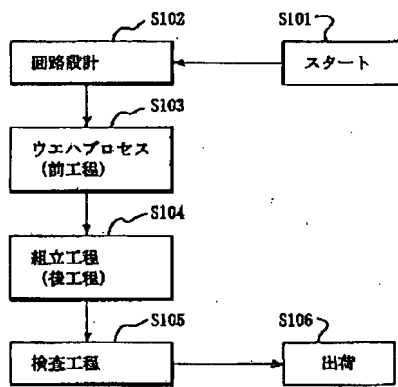 S102
S101
回路設計
スタート
S103
ウエハプロセス
(前工程)
S104
組立工程
(後工程)
S105
S106
検査工程
出荷